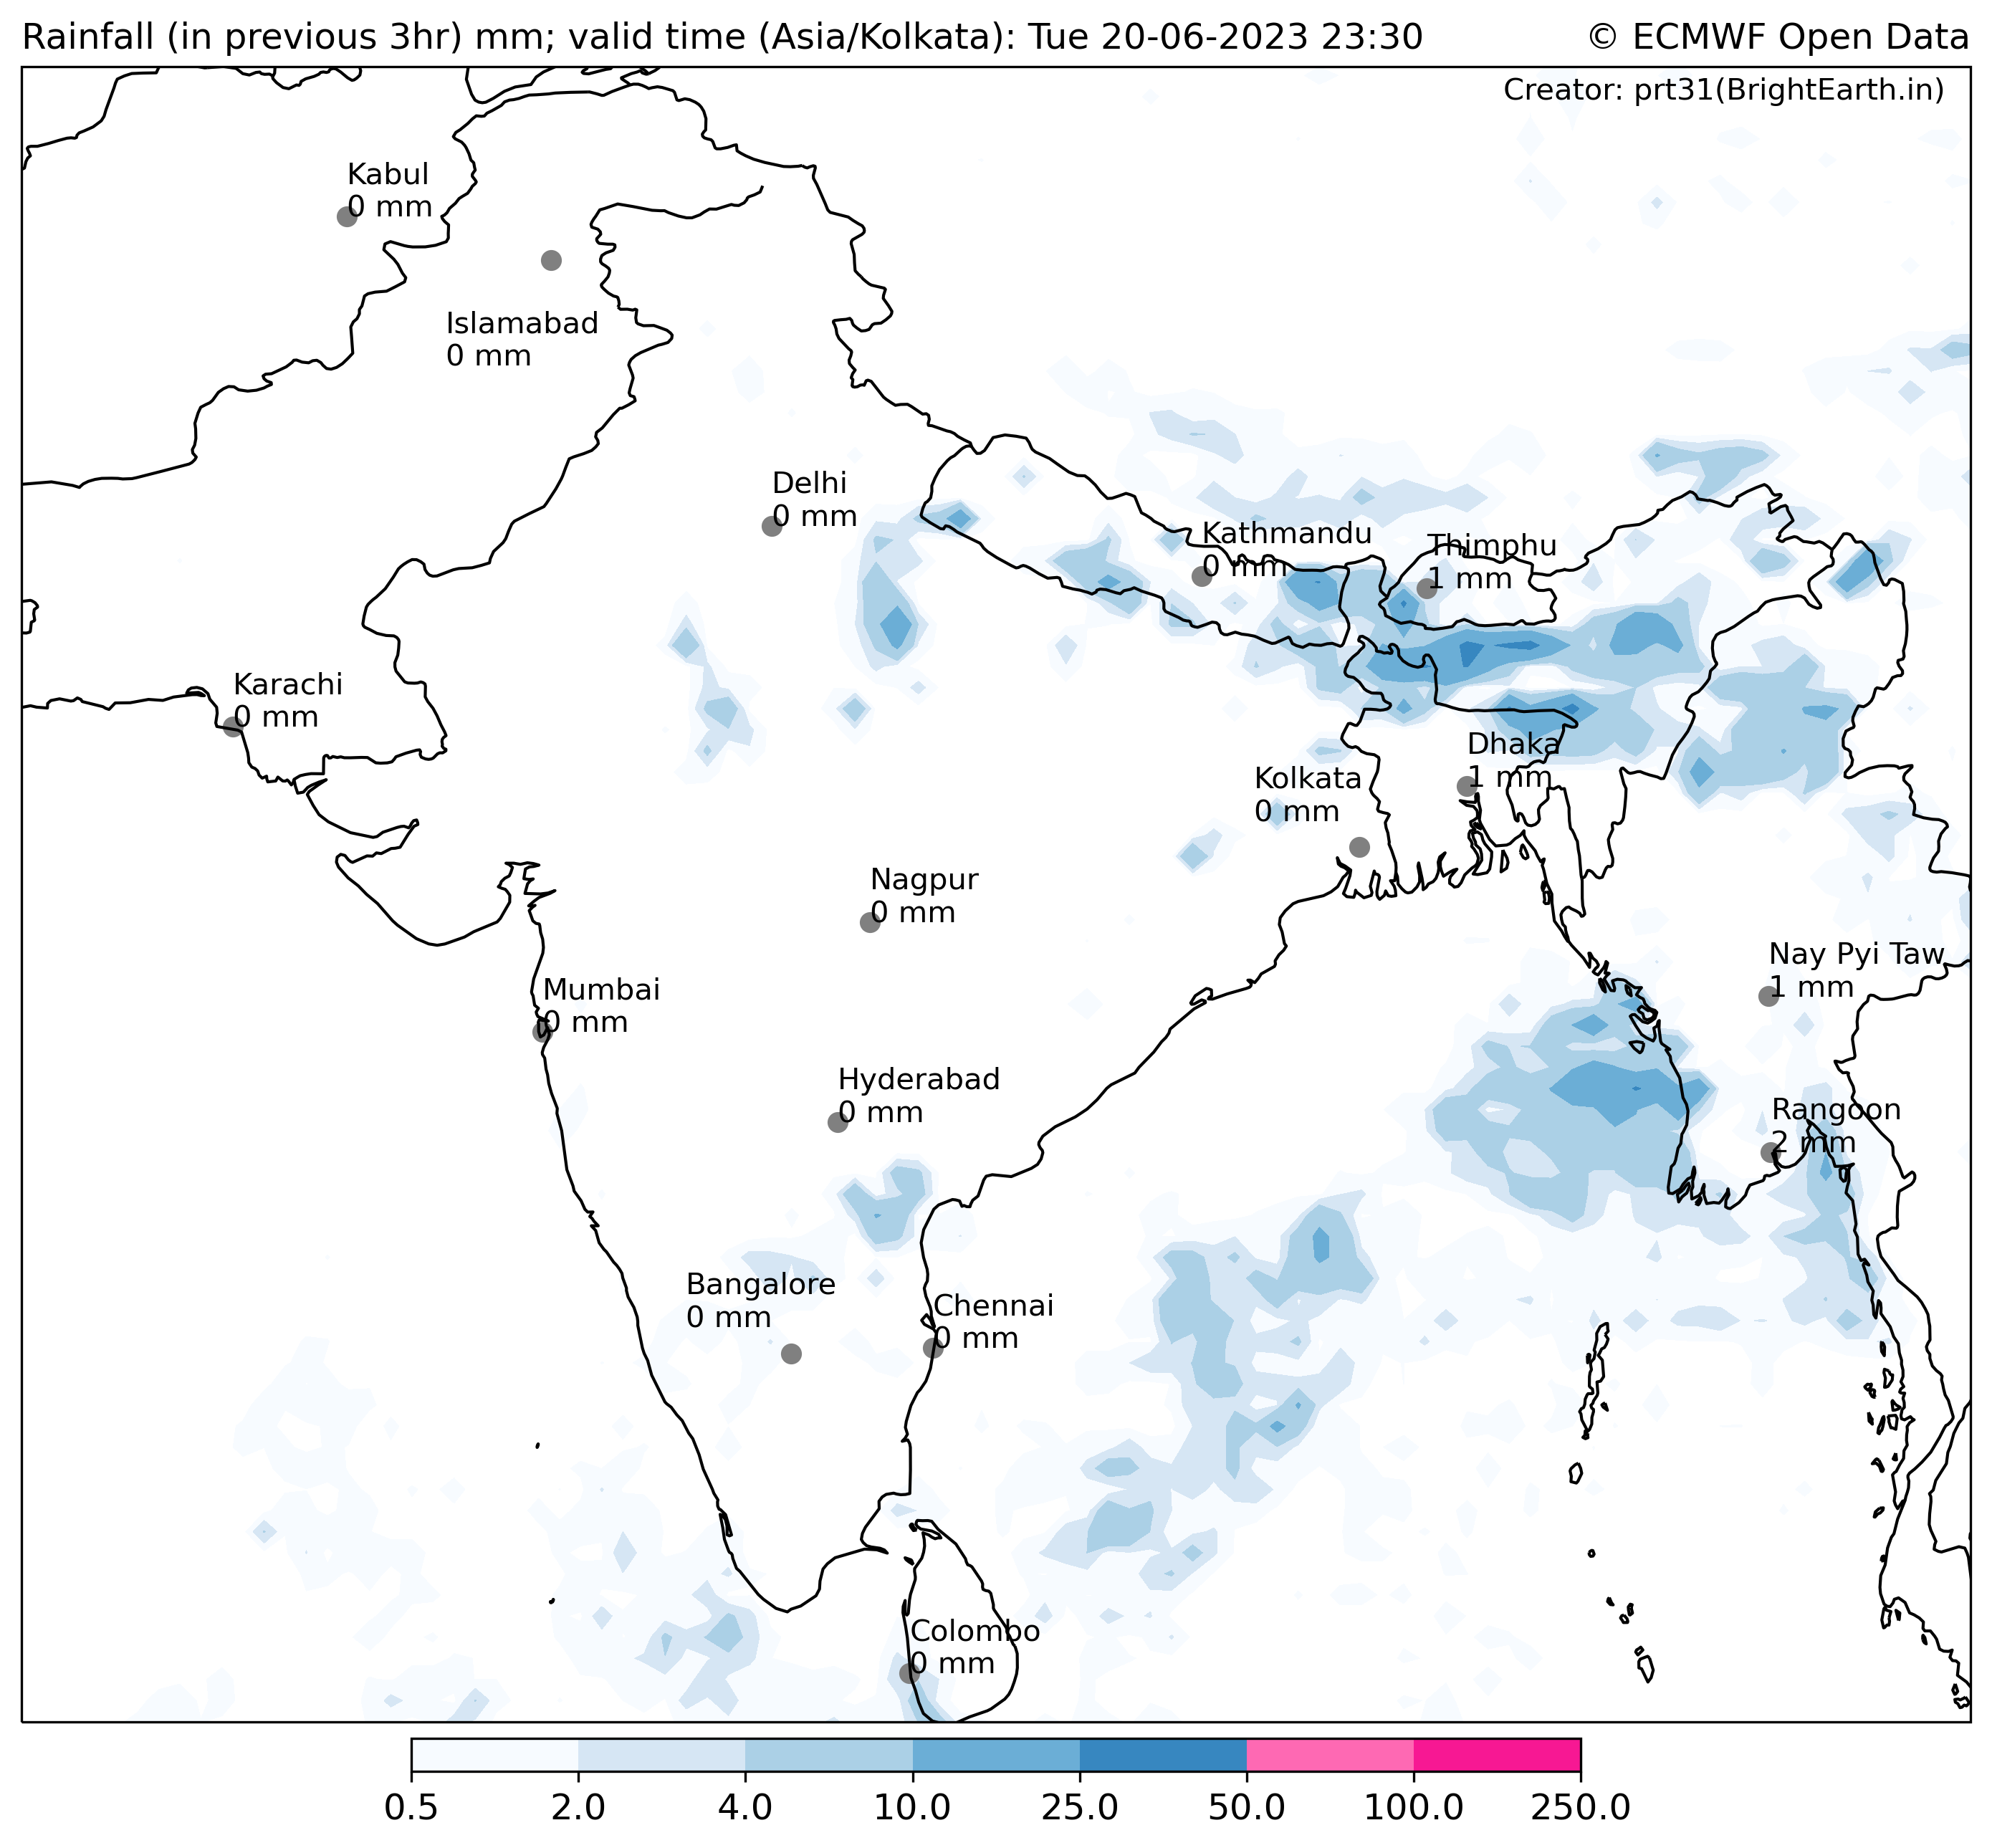 Rainfall (in previous 3hr) mm; valid time (Asia/Kolkata): Tue 20-06-2023 23:30
© ECMWF Open Data
Creator: prt31(BrightEarth.in)
Kabul
0 mm
Islamabad
0 mm
Delhi
0 mm
Kathmandu
0 mm
Thimphu
1 mm
Karachi
0 mm
Dhaka
1 mm
Kolkata
0 mm
Nagpur
0 mm
Nay Pyi Taw
1 mm
Mumbai
0 mm
Hyderabad
0 mm
Rangoon
2 mm
Bangalore
0 mm
Chennai
0 mm
Colombo
0 mm
0.5 2.0 4.0 10.0 25.0 50.0 100.0 250.0